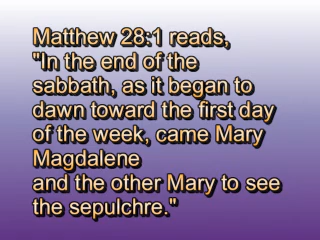 Matthew 28:1 reads,
"In the end of the
sabbath, as it began to
dawn toward the first day
of the week, came Mary
Magdalene
and the other Mary to see
the sepulchre."